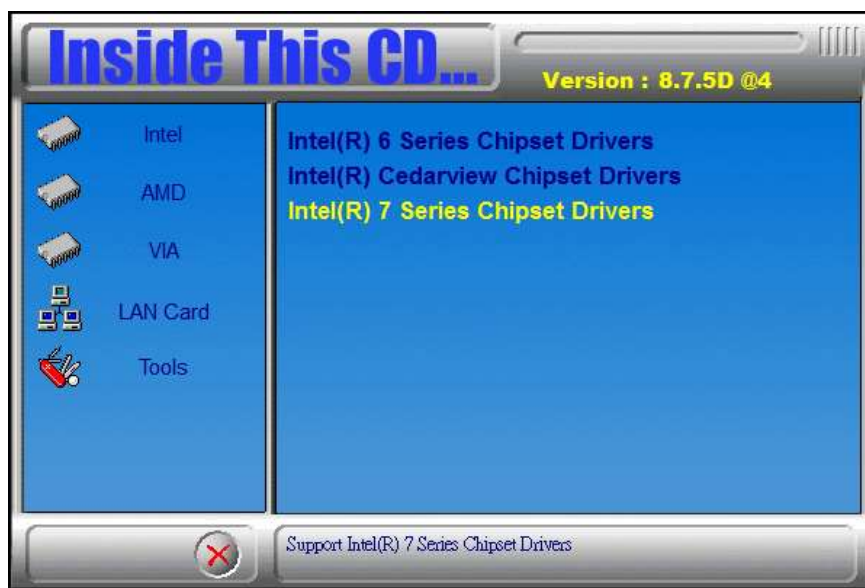 Inside This CD...
Version : 8.7.5D @4
Intel
AMD
VIA
LAN Card
Tools
Intel(R) 6 Series Chipset Drivers
Intel(R) Cedarview Chipset Drivers
Intel(R) 7 Series Chipset Drivers
Support Intel(R) 7 Series Chipset Drivers